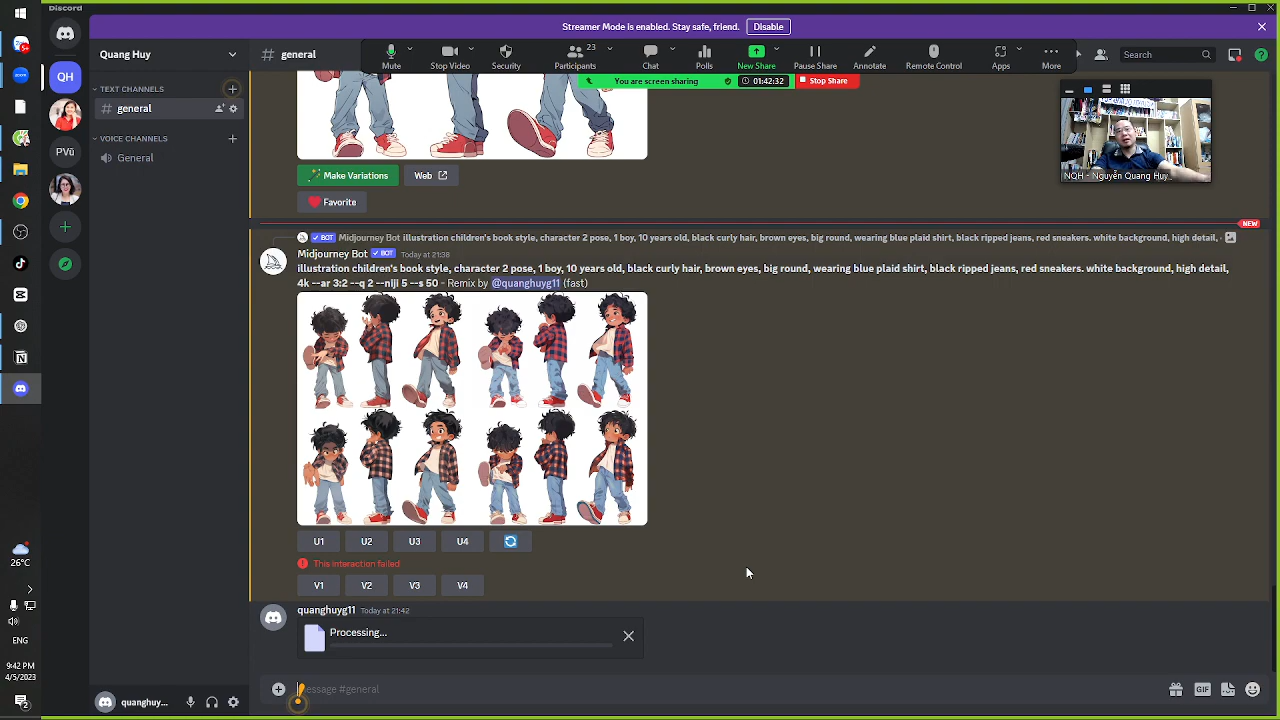 Discord
Streamer Mode is enabled. Stay safe, friend.
Disable
Quang Huy
# general
Mute
Stop Video
Security
23
Participants
Chat
Polls
New Share
Pause Share
Annotate
Remote Control
Apps
More
Search
You are screen sharing
01:42:32
Stop Share
TEXT CHANNELS
# general
VOICE CHANNELS
General
QH
PVü
NQH - Nguyễn Quang Huy...
Make Variations
Web
Favorite
NEW
BOT Midjourney Bot illustration children's book style, character 2 pose, 1 boy, 10 years old, black curly hair, brown eyes, big round, wearing blue plaid shirt, black ripped jeans, red sneakers. white background, high detail, -
Midjourney Bot BOT Today at 21:38
illustration children's book style, character 2 pose, 1 boy, 10 years old, black curly hair, brown eyes, big round, wearing blue plaid shirt, black ripped jeans, red sneakers. white background, high detail,
4k --ar 3:2 --q 2 --niji 5 --s 50 - Remix by @quanghuyg11 (fast)
U1
U2
U3
U4
This interaction failed
V1
V2
V3
V4
quanghuyg11 Today at 21:42
Processing...
essage #general
GIF
quanghuy...
5+
26°C
ENG
9:42 PM
4/5/2023
2